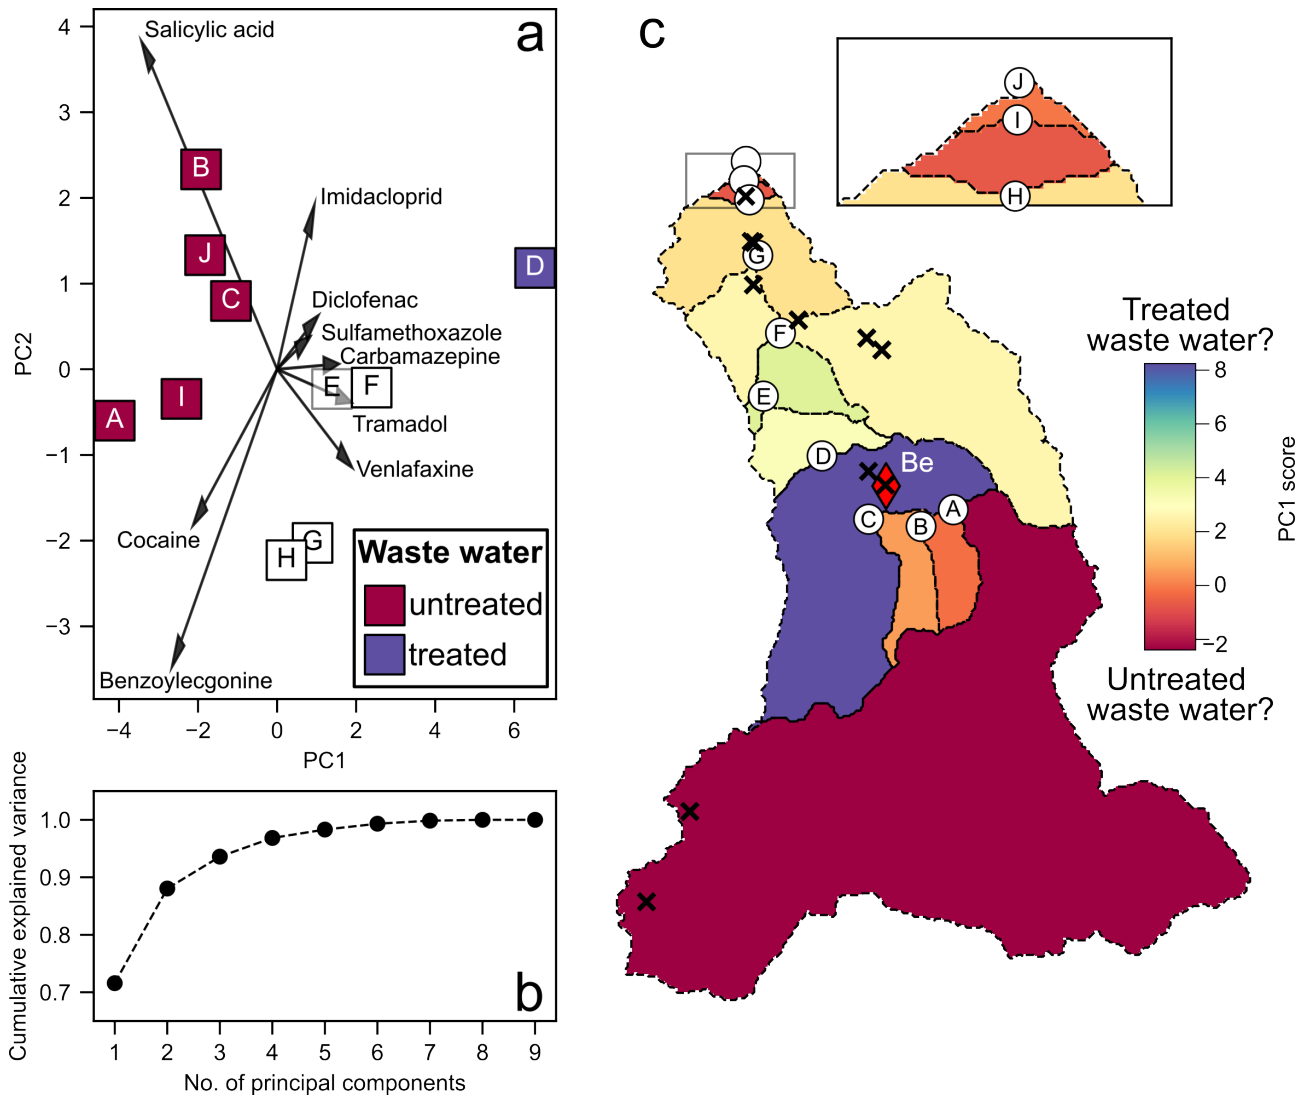 a
4
3
2
1
0
−1
−2
−3
PC2
Salicylic acid
B
Imidacloprid
J
D
C
Diclofenac
Sulfamethoxazole
Carbamazepine
E
F
I
A
Tramadol
Venlafaxine
Cocaine
G
H
Benzoylecgonine
Waste water
untreated
treated
−4
−2
0
2
4
6
PC1
Cumulative explained variance
1.0
0.9
0.8
0.7
b
1
2
3
4
5
6
7
8
9
No. of principal components
c
J
I
H
G
F
E
D
Be
C
B
A
Treated
waste water?
8
6
4
2
0
−2
PC1 score
Untreated
waste water?